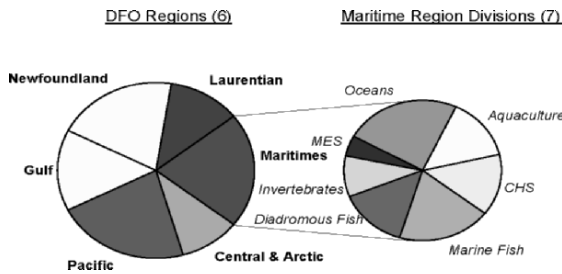 DFO Regions (6)
Maritime Region Divisions (7)
Newfoundland
Laurentian
Oceans
Aquaculture
MES
Maritimes
Gulf
Invertebrates
CHS
Diadromous Fish
Marine Fish
Central & Arctic
Pacific